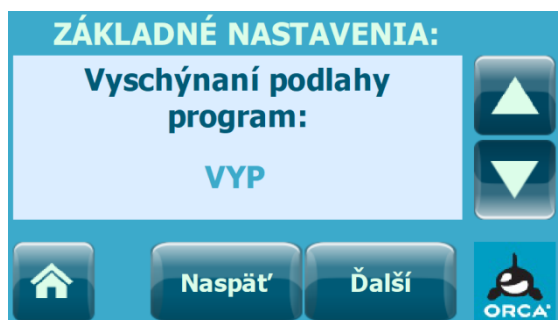 ZÁKLADNÉ NASTAVENIA:
Vyschýnaní podlahy
program:
VYP
Naspäť
Ďalší
ORCA